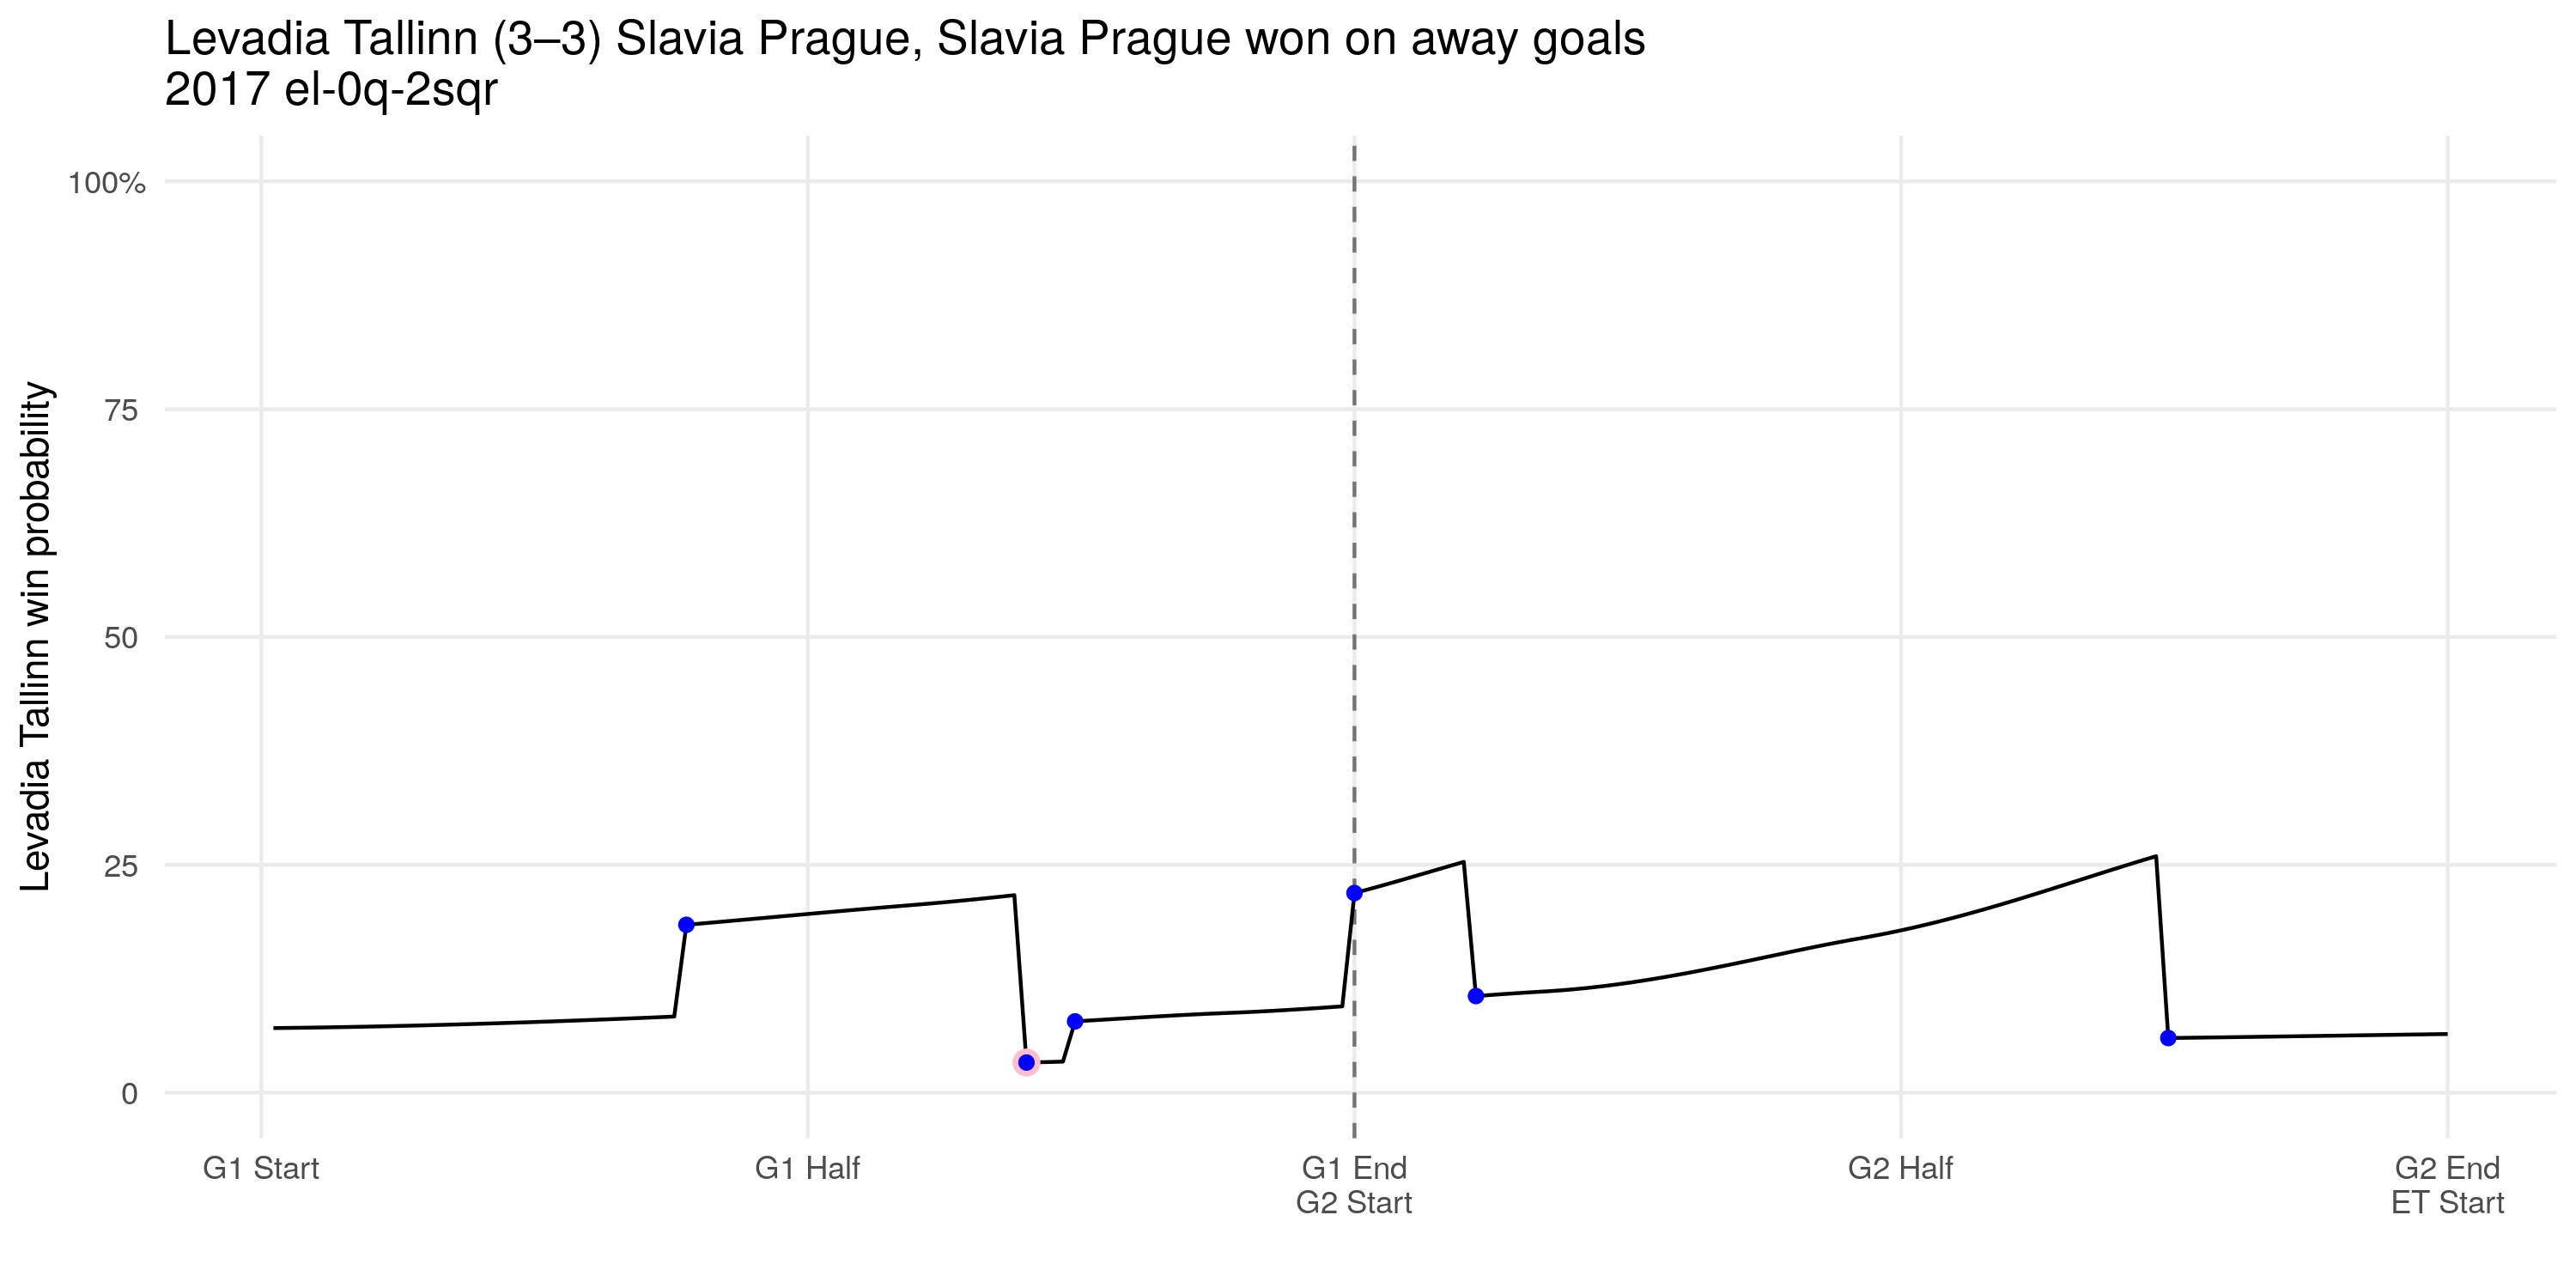 Levadia Tallinn (3–3) Slavia Prague, Slavia Prague won on away goals
2017 el-0q-2sqr
Levadia Tallinn win probability
100%
75
50
25
0
G1 Start
G1 Half
G1 End
G2 Start
G2 Half
G2 End
ET Start